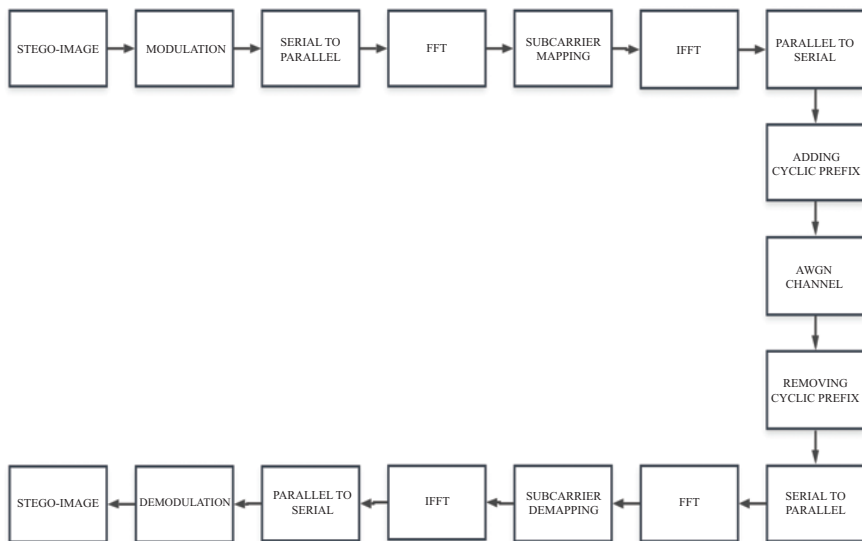 STEGO-IMAGE
MODULATION
SERIAL TO
PARALLEL
FFT
SUBCARRIER
MAPPING
IFFT
PARALLEL TO
SERIAL
ADDING
CYCLIC PREFIX
AWGN
CHANNEL
REMOVING
CYCLIC PREFIX
SERIAL TO
PARALLEL
FFT
SUBCARRIER
DEMAPPING
IFFT
PARALLEL TO
SERIAL
DEMODULATION
STEGO-IMAGE